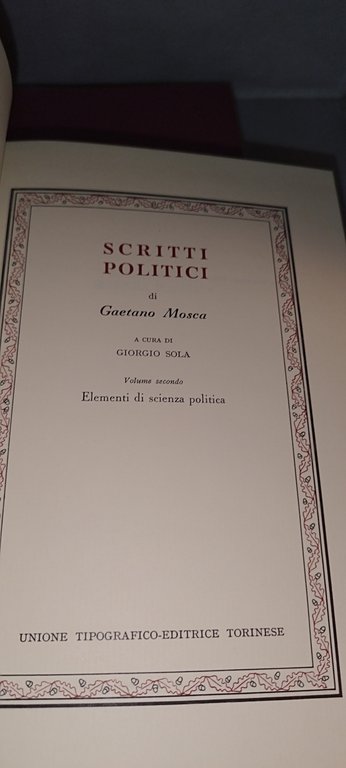 SCRITTI
POLITICI
di
Gaetano Mosca
A CURA DI
GIORGIO SOLA
Volume secondo
Elementi di scienza politica
UNIONE TIPOGRAFICO-EDITRICE TORINESE